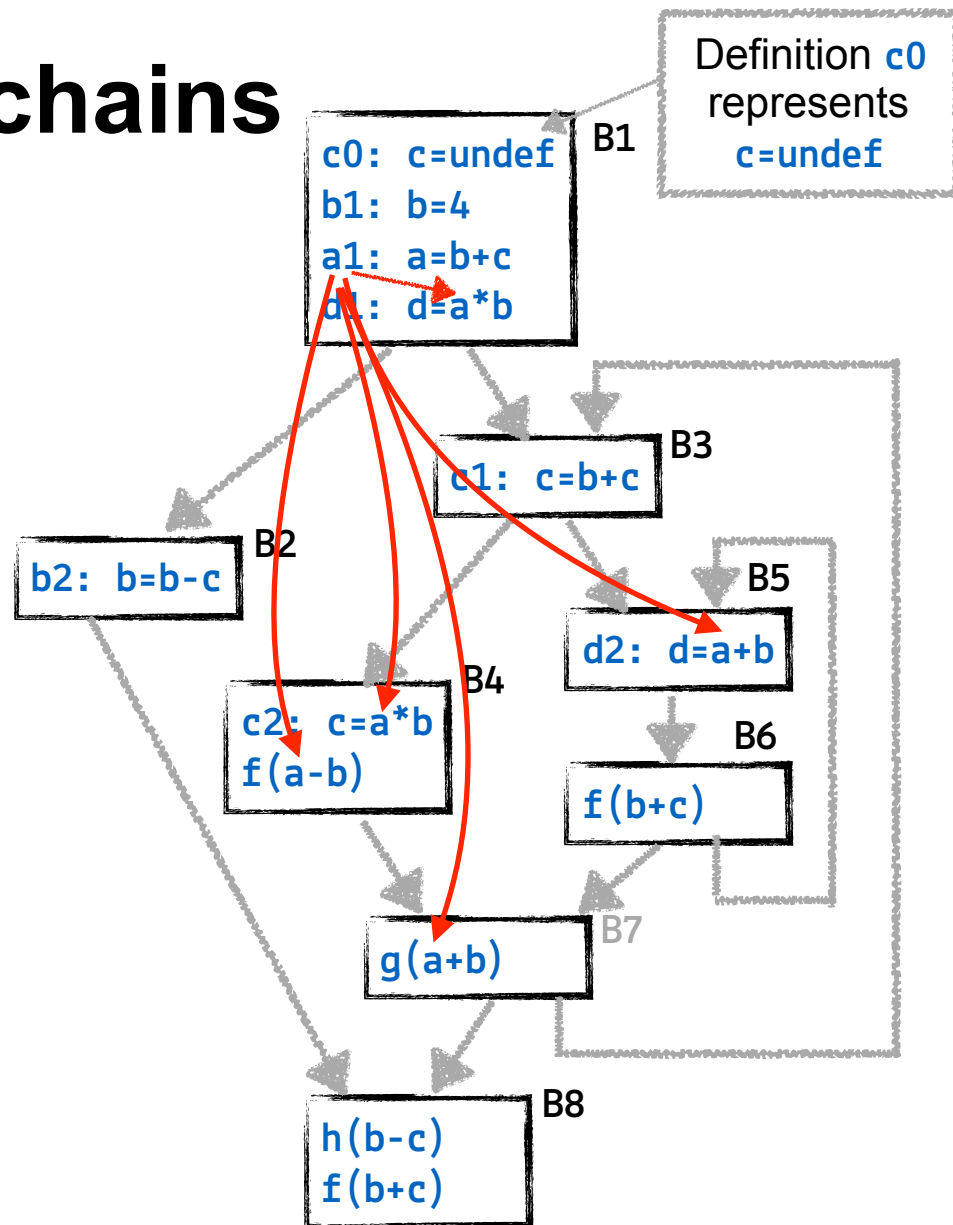 chains
Definition c0
represents
c=undef
B1
c0: c=undef
b1: b=4
a1: a=b+c
d1: d=a*b
B3
c1: c=b+c
B2
b2: b=b-c
B5
d2: d=a+b
B4
c2: c=a*b
f(a-b)
B6
f(b+c)
B7
g(a+b)
B8
h(b-c)
f(b+c)